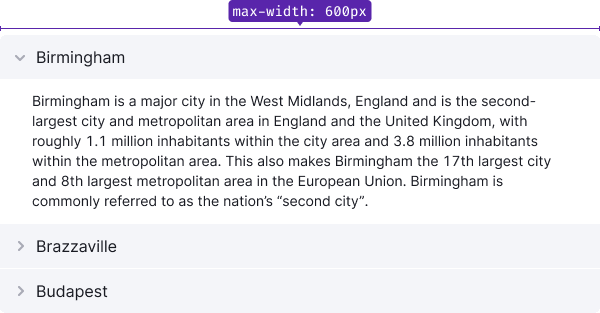 max-width: 600px
Birmingham
Birmingham is a major city in the West Midlands, England and is the second-
largest city and metropolitan area in England and the United Kingdom, with
roughly 1.1 million inhabitants within the city area and 3.8 million inhabitants
within the metropolitan area. This also makes Birmingham the 17th largest city
and 8th largest metropolitan area in the European Union. Birmingham is
commonly referred to as the nation’s “second city”.
Brazzaville
Budapest